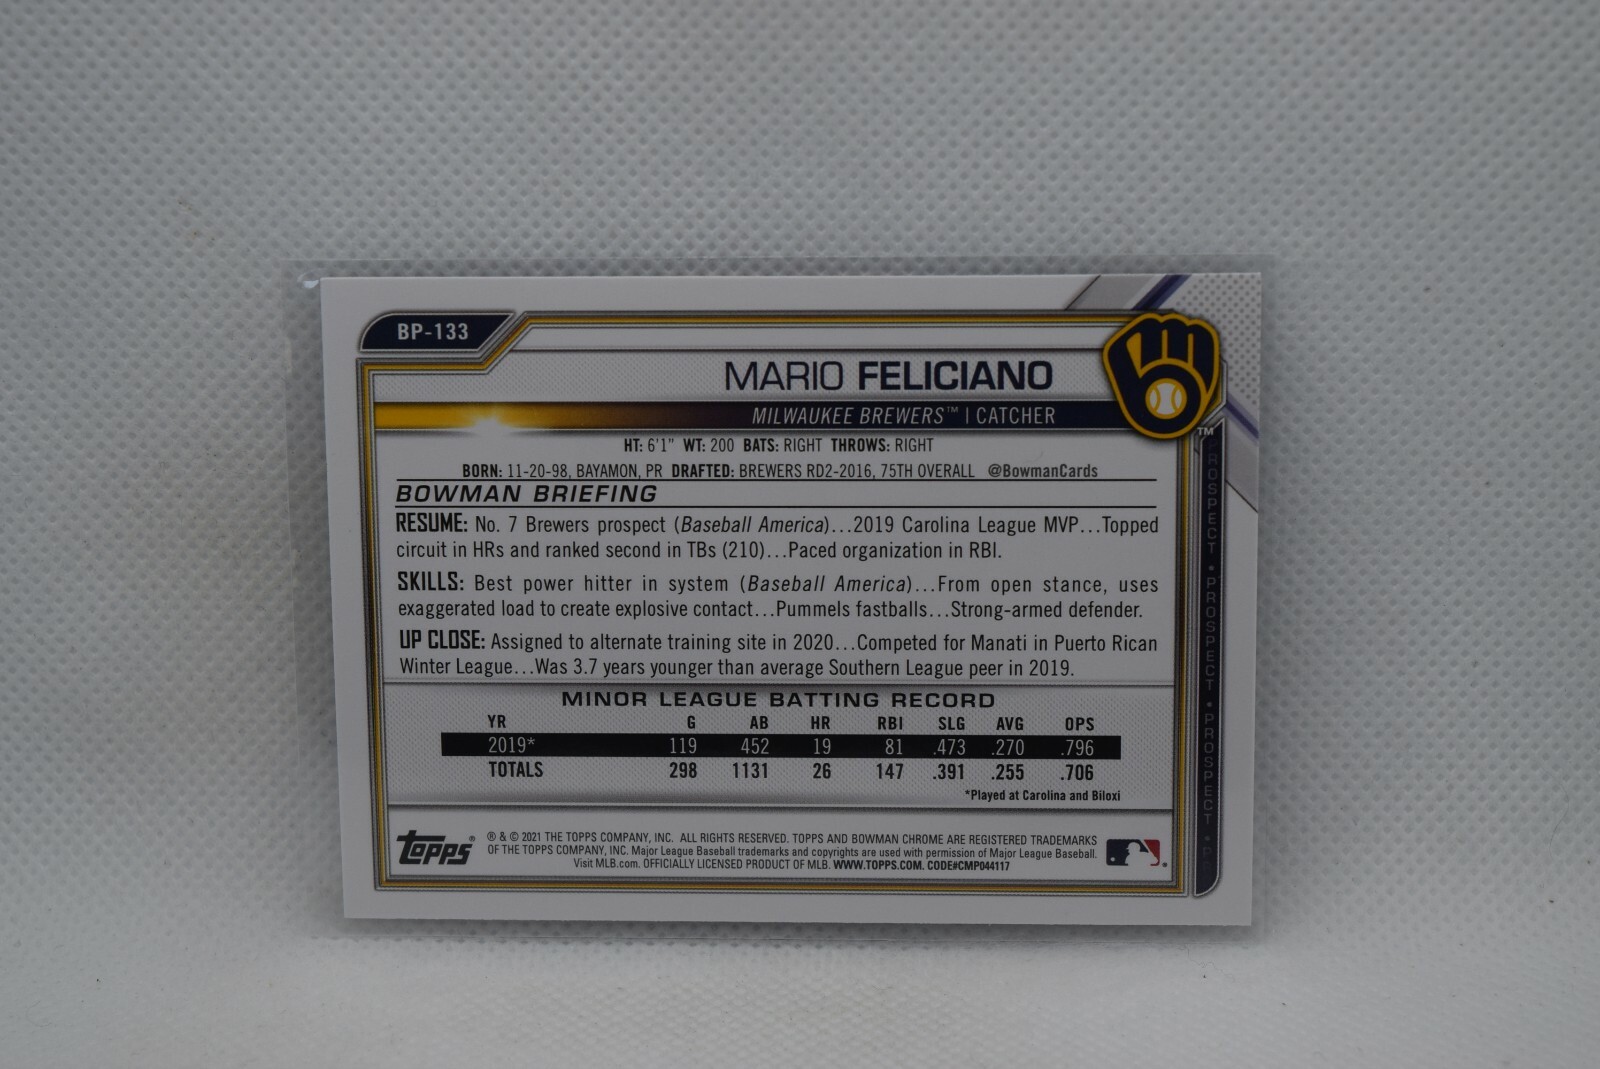 BP-133
MARIO FELICIANO
MILWAUKEE BREWERS™ | CATCHER
HT: 6'1" WT: 200 BATS: RIGHT THROWS: RIGHT
BORN: 11-20-98, BAYAMON, PR DRAFTED: BREWERS RD2-2016, 75TH OVERALL @BowmanCards
BOWMAN BRIEFING
RESUME: No. 7 Brewers prospect (Baseball America)...2019 Carolina League MVP...Topped
circuit in HRs and ranked second in TBs (210)...Paced organization in RBI.
SKILLS: Best power hitter in system (Baseball America)...From open stance, uses
exaggerated load to create explosive contact...Pummels fastballs...Strong-armed defender.
UP CLOSE: Assigned to alternate training site in 2020...Competed for Manati in Puerto Rican
Winter League...Was 3.7 years younger than average Southern League peer in 2019.
MINOR LEAGUE BATTING RECORD
YR G AB HR RBI SLG AVG OPS
2019* 119 452 19 81 .473 .270 .796
TOTALS 298 1131 26 147 .391 .255 .706
*Played at Carolina and Biloxi
Topps®
® & © 2021 THE TOPPS COMPANY, INC. ALL RIGHTS RESERVED. TOPPS AND BOWMAN CHROME ARE REGISTERED TRADEMARKS
OF THE TOPPS COMPANY, INC. Major League Baseball trademarks and copyrights are used with permission of Major League Baseball.
Visit MLB.com. OFFICIALLY LICENSED PRODUCT OF MLB. WWW.TOPPS.COM. CODE#CMP044117
TM
PROSPECT • PROSPECT • PROSPECT • P